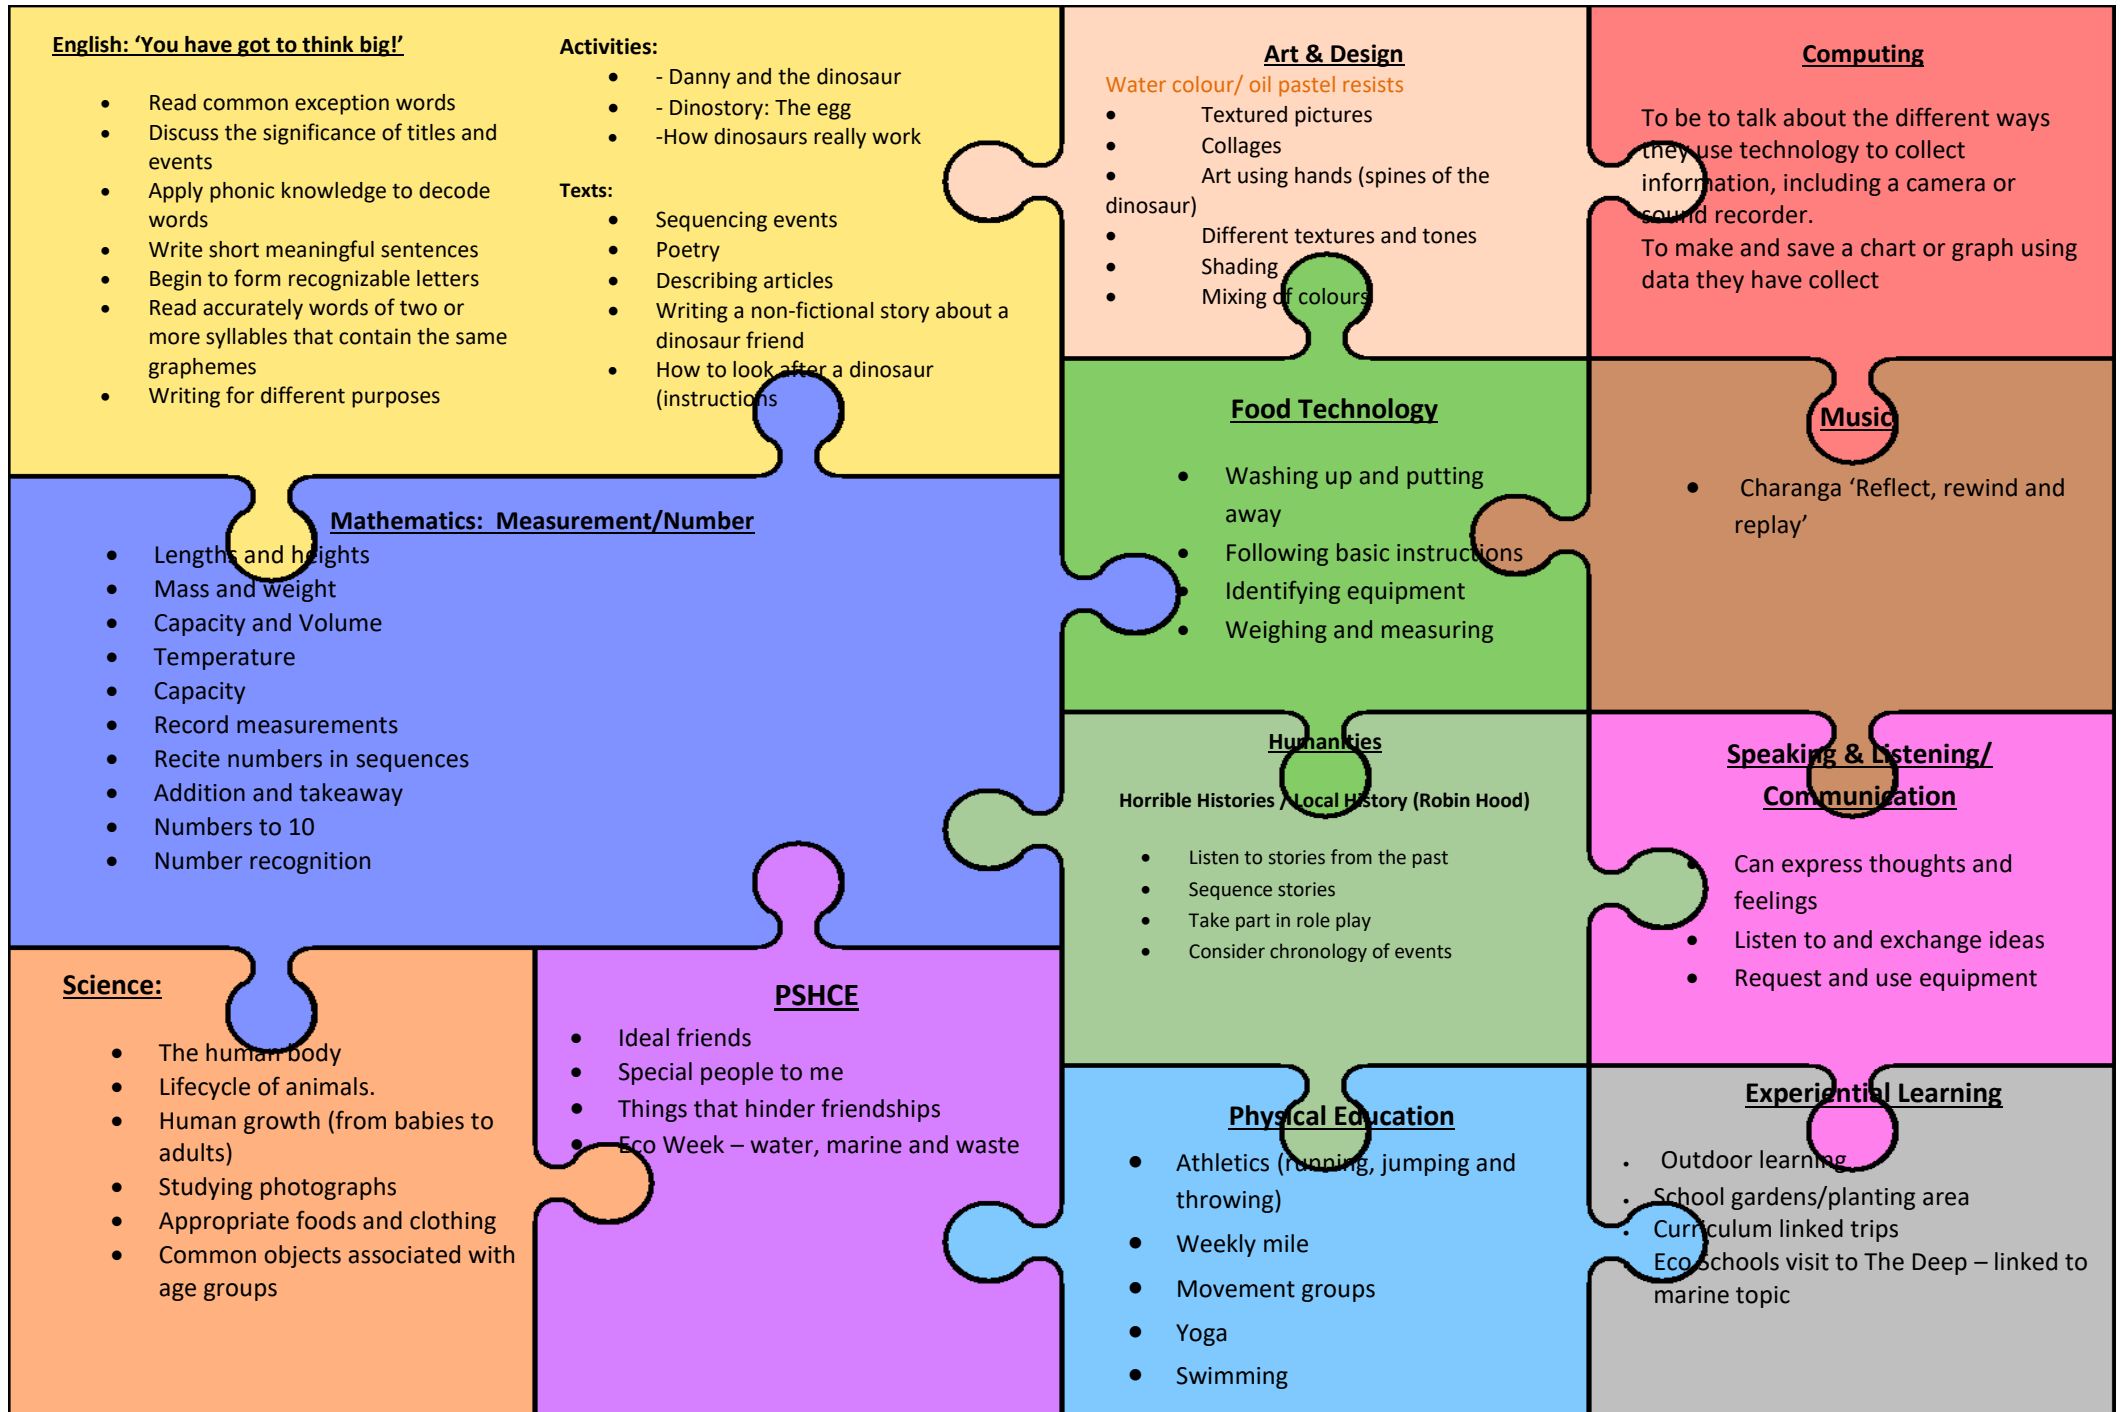 English: ‘You have got to think big!’
• Read common exception words
• Discuss the significance of titles and
events
• Apply phonic knowledge to decode
words
• Write short meaningful sentences
• Begin to form recognizable letters
• Read accurately words of two or
more syllables that contain the same
graphemes
• Writing for different purposes
Activities:
• - Danny and the dinosaur
• - Dinostory: The egg
• -How dinosaurs really work
Texts:
• Sequencing events
• Poetry
• Describing articles
• Writing a non-fictional story about a
dinosaur friend
• How to look after a dinosaur
(instructions
Art & Design
Water colour/ oil pastel resists
• Textured pictures
• Collages
• Art using hands (spines of the
dinosaur)
• Different textures and tones
• Shading
• Mixing of colours
Computing
To be to talk about the different ways
they use technology to collect
information, including a camera or
sound recorder.
To make and save a chart or graph using
data they have collect
Mathematics: Measurement/Number
• Lengths and heights
• Mass and weight
• Capacity and Volume
• Temperature
• Capacity
• Record measurements
• Recite numbers in sequences
• Addition and takeaway
• Numbers to 10
• Number recognition
Food Technology
• Washing up and putting
away
• Following basic instructions
• Identifying equipment
• Weighing and measuring
Music
• Charanga ‘Reflect, rewind and
replay’
Humanities
Horrible Histories / Local History (Robin Hood)
• Listen to stories from the past
• Sequence stories
• Take part in role play
• Consider chronology of events
Speaking & Listening/
Communication
• Can express thoughts and
feelings
• Listen to and exchange ideas
• Request and use equipment
Science:
• The human body
• Lifecycle of animals.
• Human growth (from babies to
adults)
• Studying photographs
• Appropriate foods and clothing
• Common objects associated with
age groups
PSHCE
• Ideal friends
• Special people to me
• Things that hinder friendships
• Eco Week – water, marine and waste
Physical Education
• Athletics (running, jumping and
throwing)
• Weekly mile
• Movement groups
• Yoga
• Swimming
Experiential Learning
• Outdoor learning
• School gardens/planting area
• Curriculum linked trips
• Eco Schools visit to The Deep – linked to
marine topic